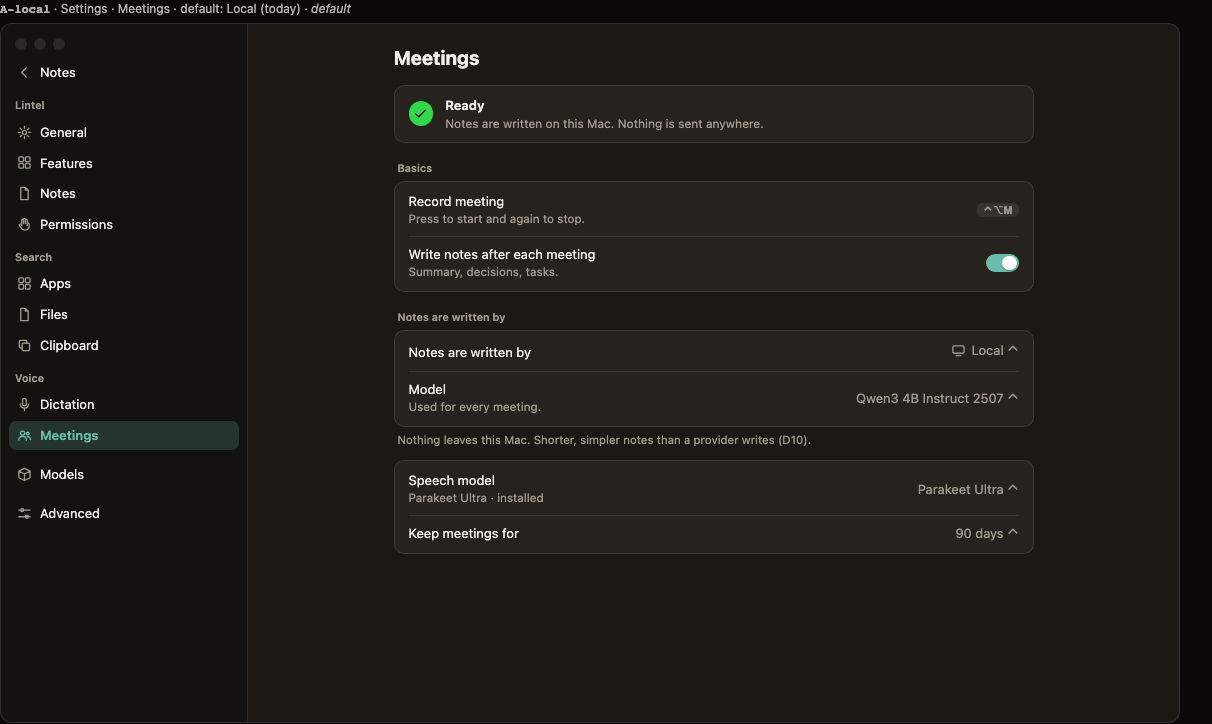 A-local · Settings · Meetings · default: Local (today) · default
Notes
Lintel
General
Features
Notes
Permissions
Search
Apps
Files
Clipboard
Voice
Dictation
Meetings
Models
Advanced
Meetings
Ready
Notes are written on this Mac. Nothing is sent anywhere.
Basics
Record meeting
Press to start and again to stop.
⌃⌥M
Write notes after each meeting
Summary, decisions, tasks.
Notes are written by
Notes are written by
Local
Model
Used for every meeting.
Qwen3 4B Instruct 2507
Nothing leaves this Mac. Shorter, simpler notes than a provider writes (D10).
Speech model
Parakeet Ultra · installed
Parakeet Ultra
Keep meetings for
90 days